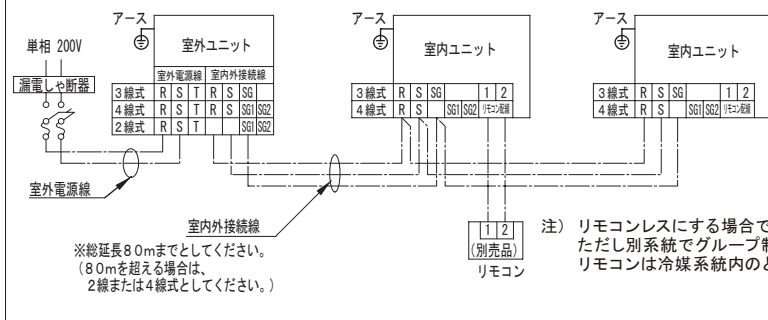 アース
単相 200V
漏電しゃ断器
室外ユニット
室外電源線 室内外接続線
3線式 R S T R S SG
4線式 R S T R S SG1 SG2
2線式 R S T SG1 SG2
室外電源線
室内外接続線
※総延長80mまでとしてください。
(80mを超える場合は、
2線または4線式としてください。)
アース
室内ユニット
3線式 R S SG 1 2
4線式 R S SG1 SG2 リモコン配線
1 2
(別売品)
リモコン
アース
室内ユニット
3線式 R S SG 1 2
4線式 R S SG1 SG2 リモコン配線
注) リモコンレスにする場合で
ただし別系統でグループ制
リモコンは冷媒系統内のど